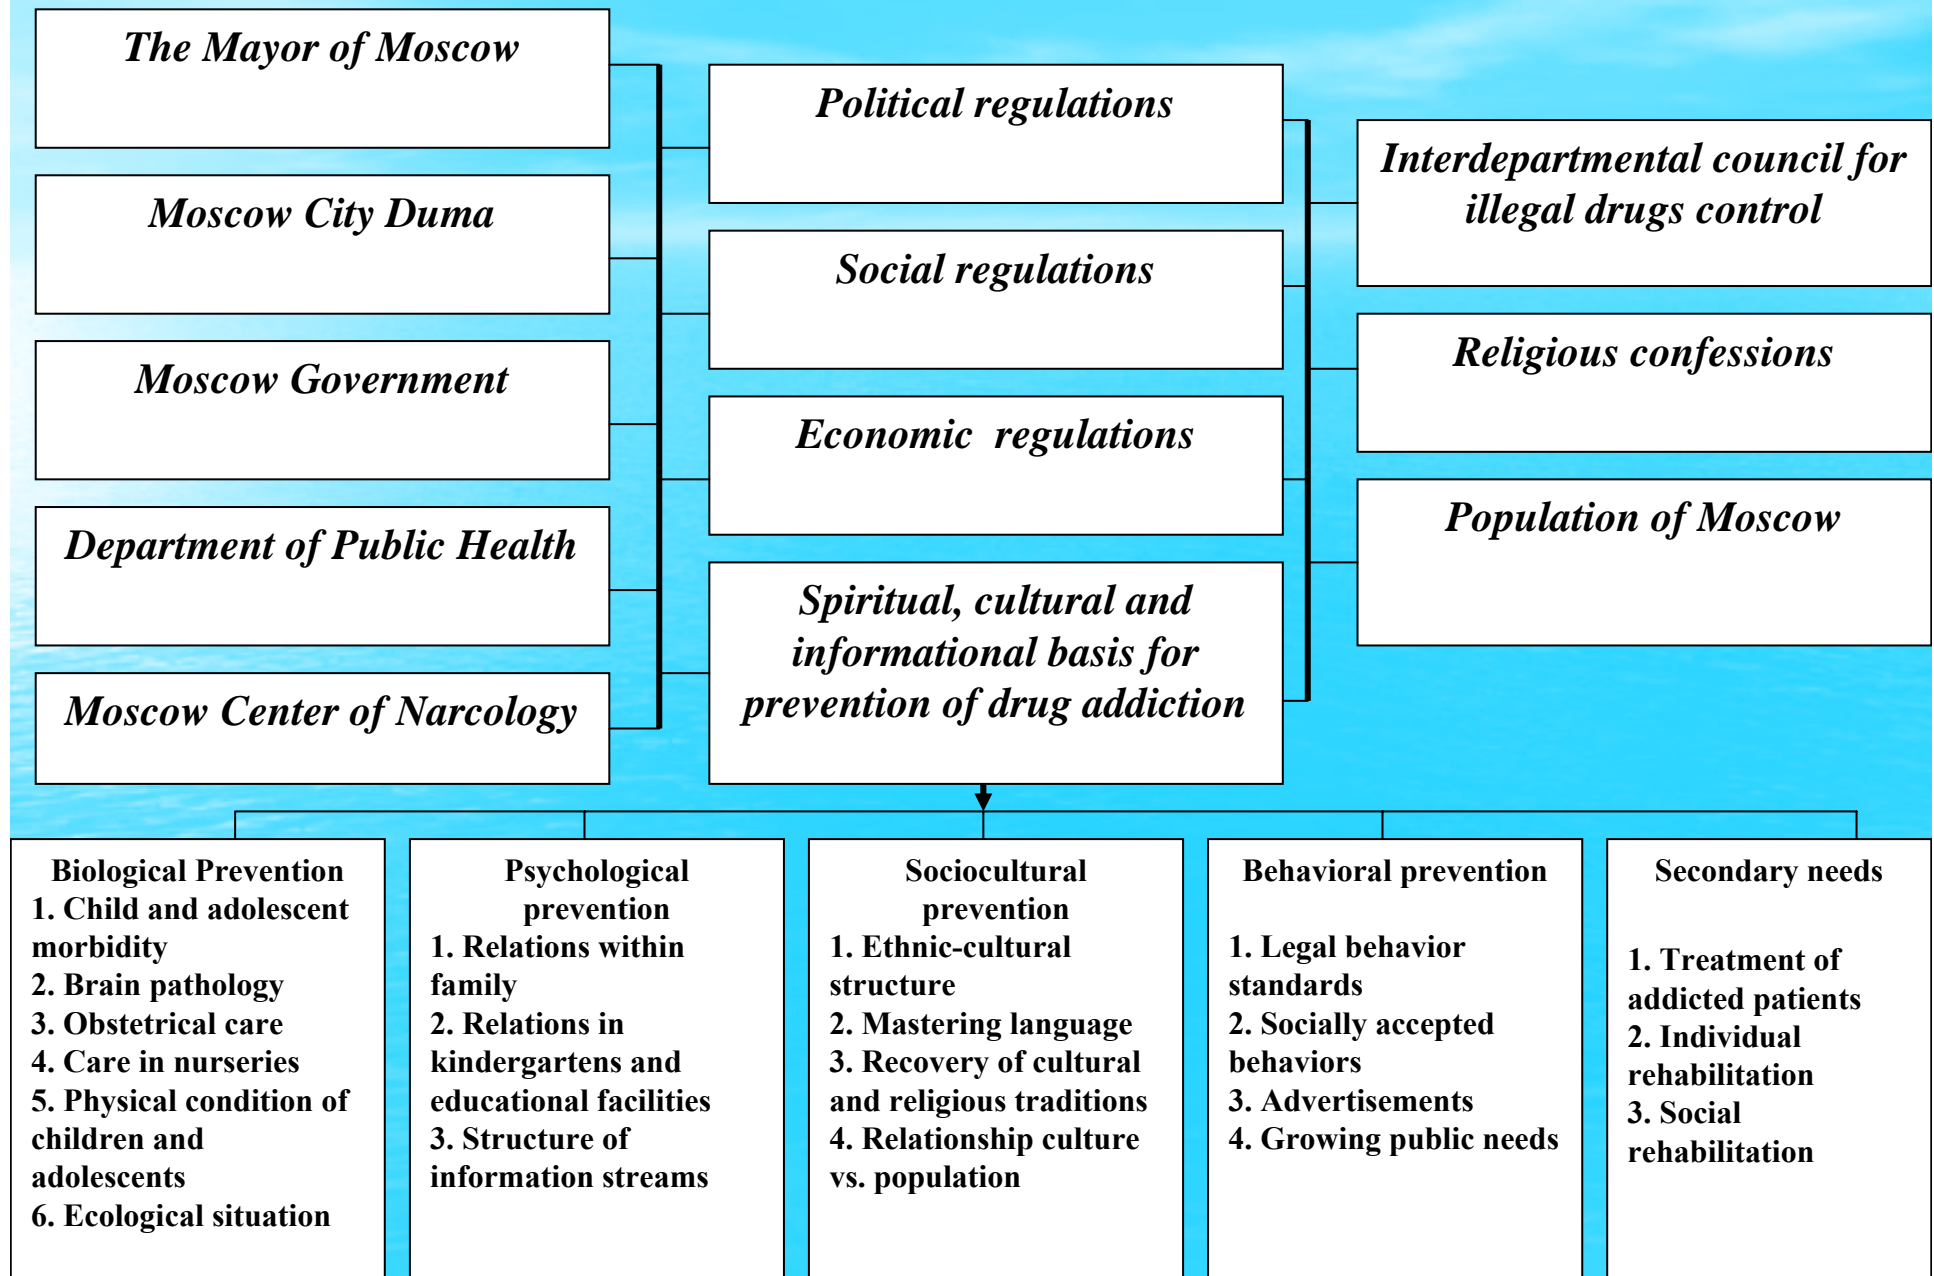 The Mayor of Moscow
Moscow City Duma
Moscow Government
Department of Public Health
Moscow Center of Narcology
Political regulations
Social regulations
Economic  regulations
Spiritual, cultural and
informational basis for
prevention of drug addiction
Interdepartmental council for
illegal drugs control
Religious confessions
Population of Moscow
Biological Prevention
1. Child and adolescent
morbidity
2. Brain pathology
3. Obstetrical care
4. Care in nurseries
5. Physical condition of
children and
adolescents
6. Ecological situation
Psychological
prevention
1. Relations within
family
2. Relations in
kindergartens and
educational facilities
3. Structure of
information streams
Sociocultural
prevention
1. Ethnic-cultural
structure
2. Mastering language
3. Recovery of cultural
and religious traditions
4. Relationship culture
vs. population
Behavioral prevention
1. Legal behavior
standards
2. Socially accepted
behaviors
3. Advertisements
4. Growing public needs
Secondary needs
1. Treatment of
addicted patients
2. Individual
rehabilitation
3. Social
rehabilitation